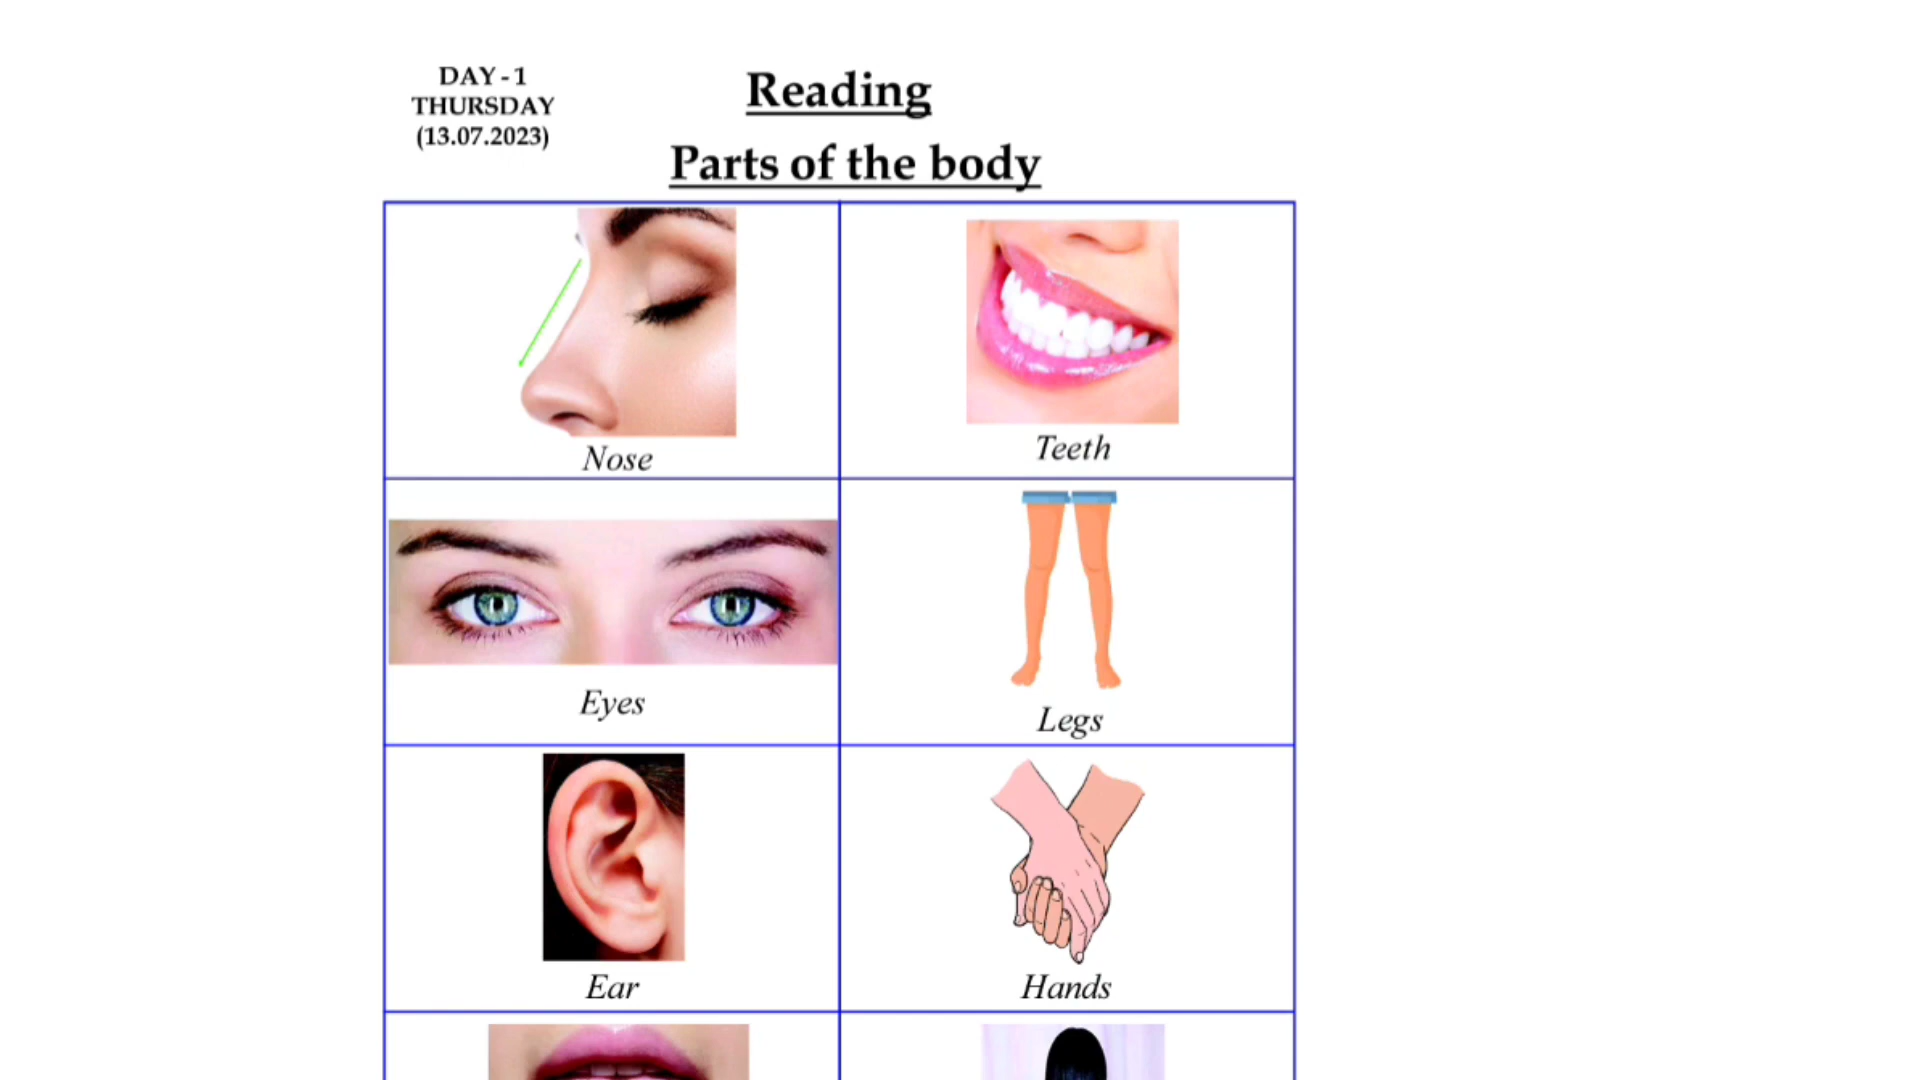 DAY - 1
THURSDAY
(13.07.2023)
Reading
Parts of the body
Nose
Teeth
Eyes
Legs
Ear
Hands